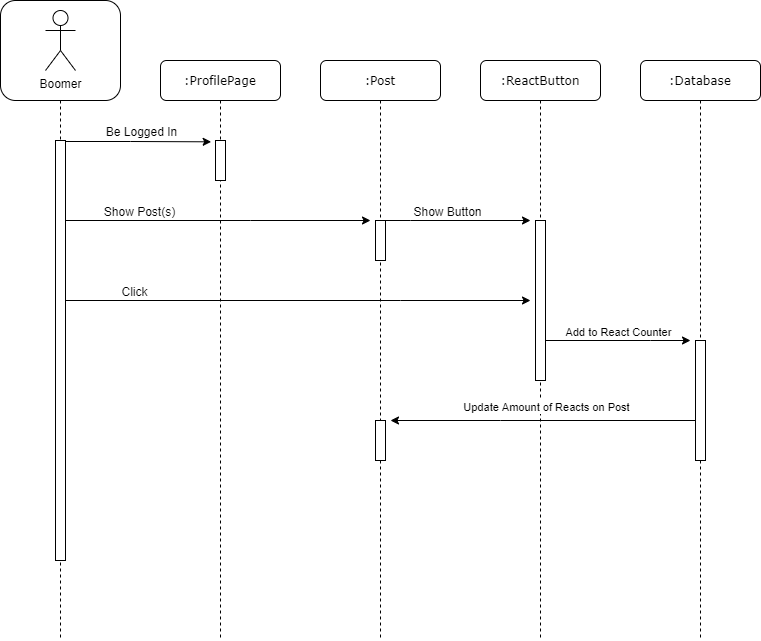 Boomer
:ProfilePage
:Post
:ReactButton
:Database
Be Logged In
Show Post(s)
Show Button
Click
Add to React Counter
Update Amount of Reacts on Post